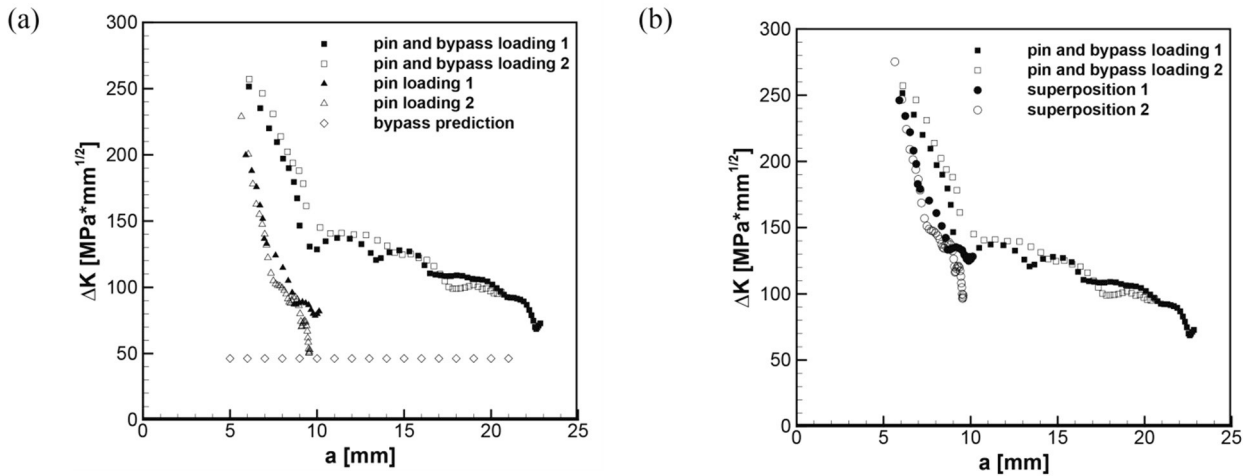 (a)
300
250
200
150
100
50
0
ΔK [MPa*mm^1/2]
pin and bypass loading 1
pin and bypass loading 2
pin loading 1
pin loading 2
bypass prediction
0 5 10 15 20 25
a [mm]
(b)
300
250
200
150
100
50
0
ΔK [MPa*mm^1/2]
pin and bypass loading 1
pin and bypass loading 2
superposition 1
superposition 2
0 5 10 15 20 25
a [mm]